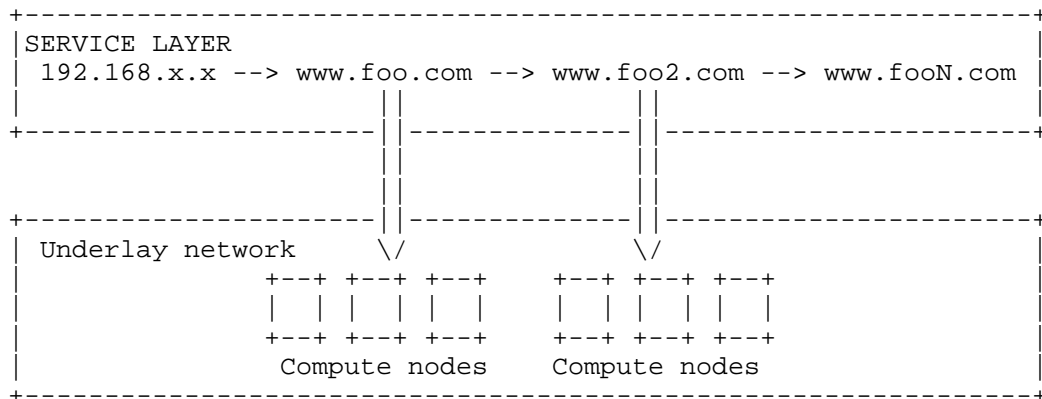 SERVICE LAYER
192.168.x.x --> www.foo.com --> www.foo2.com --> www.fooN.com
Underlay network
Compute nodes Compute nodes